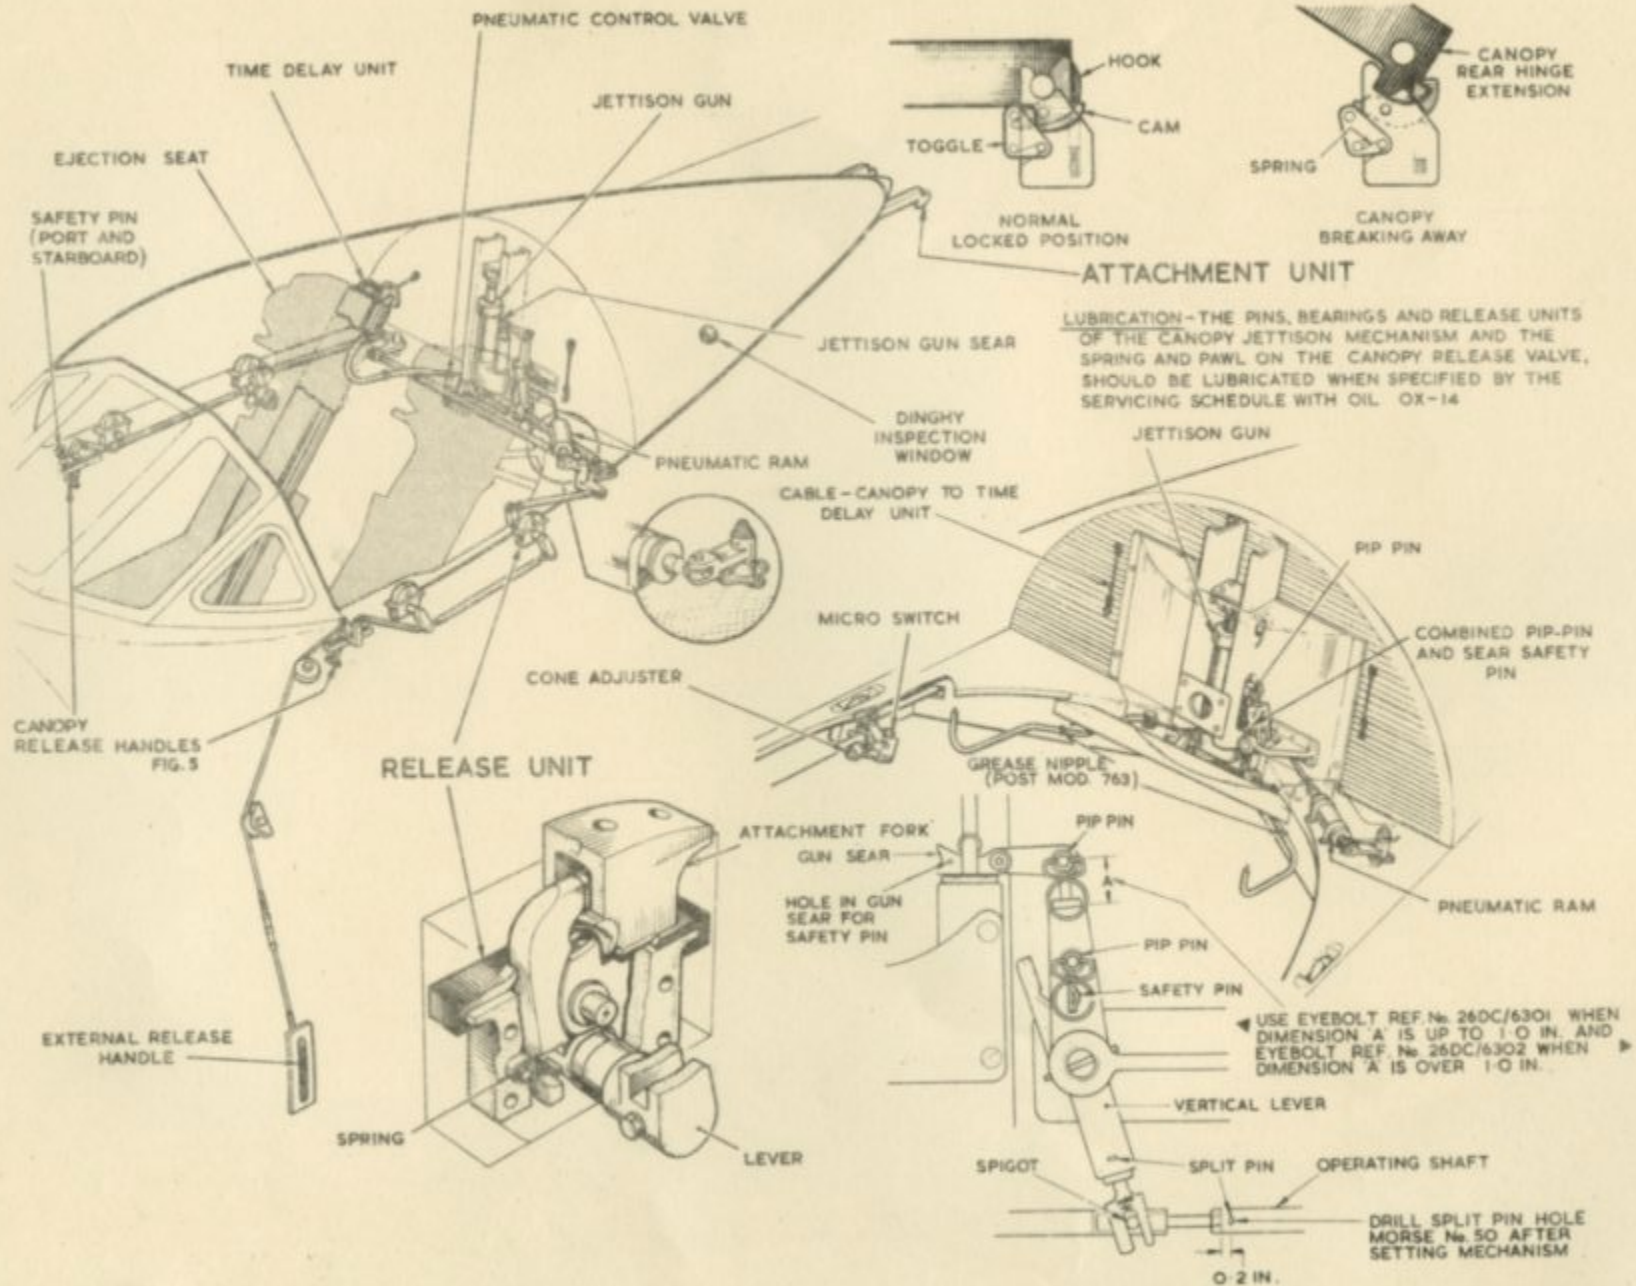 PNEUMATIC CONTROL VALVE
TIME DELAY UNIT
JETTISON GUN
EJECTION SEAT
SAFETY PIN
(PORT AND
STARBOARD)
HOOK
CAM
TOGGLE
NORMAL
LOCKED POSITION
CANOPY
REAR HINGE
EXTENSION
SPRING
CANOPY
BREAKING AWAY
ATTACHMENT UNIT
LUBRICATION-THE PINS, BEARINGS AND RELEASE UNITS
OF THE CANOPY JETTISON MECHANISM AND THE
SPRING AND PAWL ON THE CANOPY RELEASE VALVE,
SHOULD BE LUBRICATED WHEN SPECIFIED BY THE
SERVICING SCHEDULE WITH OIL OX-14
JETTISON GUN SEAR
DINGHY
INSPECTION
WINDOW
PNEUMATIC RAM
JETTISON GUN
CABLE-CANOPY TO TIME
DELAY UNIT
PIP PIN
MICRO SWITCH
COMBINED PIP-PIN
AND SEAR SAFETY
PIN
CONE ADJUSTER
CANOPY
RELEASE HANDLES
FIG. 5
RELEASE UNIT
GREASE NIPPLE
(POST MOD. 763)
ATTACHMENT FORK
PIP PIN
GUN SEAR
A
HOLE IN GUN
SEAR FOR
SAFETY PIN
PNEUMATIC RAM
PIP PIN
SAFETY PIN
USE EYEBOLT REF. No. 26DC/6301 WHEN
DIMENSION 'A' IS UP TO 1·0 IN. AND
EYEBOLT REF. No. 26DC/6302 WHEN
DIMENSION 'A' IS OVER 1·0 IN.
EXTERNAL RELEASE
HANDLE
VERTICAL LEVER
SPRING
LEVER
SPIGOT
SPLIT PIN
OPERATING SHAFT
DRILL SPLIT PIN HOLE
MORSE No. 50 AFTER
SETTING MECHANISM
0·2 IN.